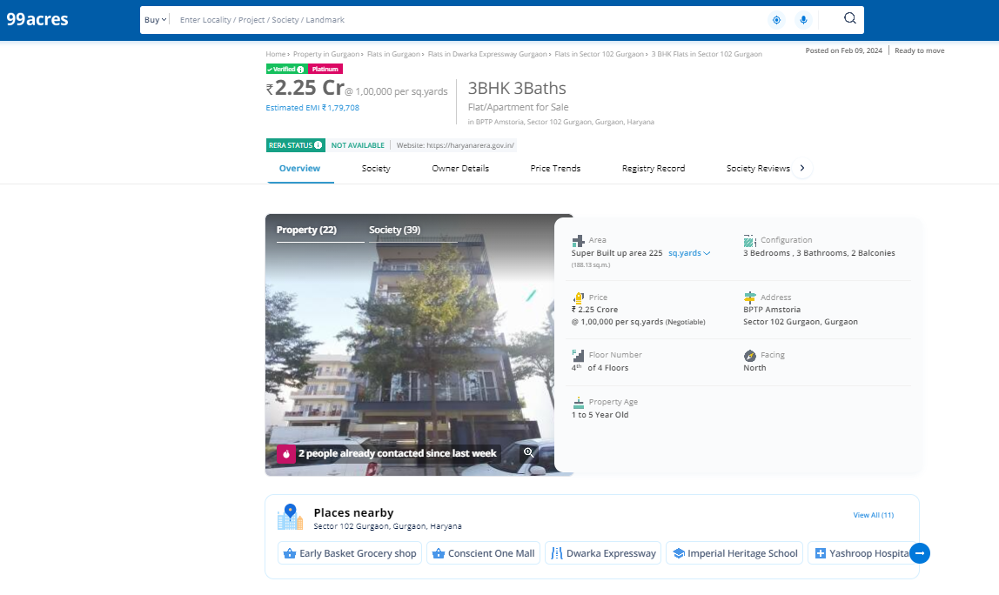 99acres
Buy
Enter Locality / Project / Society / Landmark
Home › Property in Gurgaon › Flats in Gurgaon › Flats in Dwarka Expressway Gurgaon › Flats in Sector 102 Gurgaon › 3 BHK Flats in Sector 102 Gurgaon
Posted on Feb 09, 2024 | Ready to move
Verified Platinum
₹2.25 Cr@ 1,00,000 per sq.yards
Estimated EMI ₹1,79,708
3BHK 3Baths
Flat/Apartment for Sale
in BPTP Amstoria, Sector 102 Gurgaon, Gurgaon, Haryana
RERA STATUS NOT AVAILABLE | Website: https://haryanarera.gov.in/
Overview Society Owner Details Price Trends Registry Record Society Reviews
Property (22) Society (39)
2 people already contacted since last week
Area
Super Built up area 225 sq.yards
(188.13 sq.m.)
Configuration
3 Bedrooms , 3 Bathrooms, 2 Balconies
Price
₹ 2.25 Crore
@ 1,00,000 per sq.yards (Negotiable)
Address
BPTP Amstoria
Sector 102 Gurgaon, Gurgaon
Floor Number
4th of 4 Floors
Facing
North
Property Age
1 to 5 Year Old
Places nearby
Sector 102 Gurgaon, Gurgaon, Haryana
View All (11)
Early Basket Grocery shop Conscient One Mall Dwarka Expressway Imperial Heritage School Yashroop Hospita